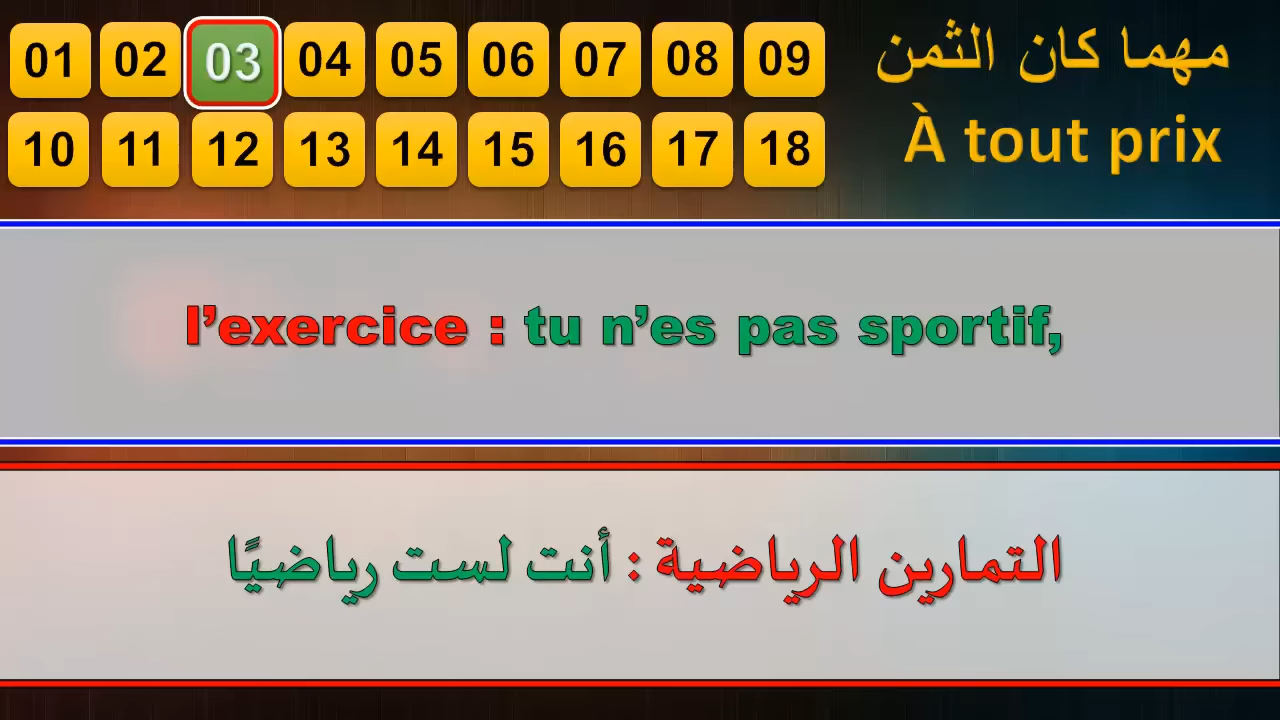 01 02 03 04 05 06 07 08 09
10 11 12 13 14 15 16 17 18
مهما كان الثمن
À tout prix
l’exercice : tu n’es pas sportif,
التمارين الرياضية : أنت لست رياضيًا